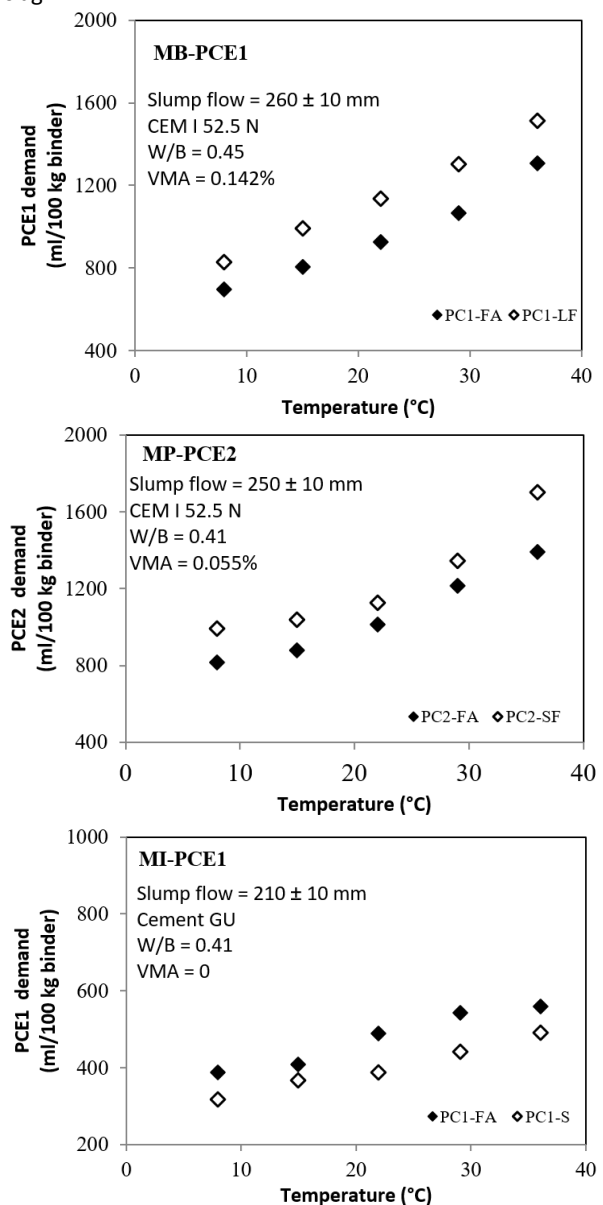 MB-PCE1
Slump flow = 260 ± 10 mm
CEM I 52.5 N
W/B = 0.45
VMA = 0.142%
PCE1 demand
(ml/100 kg binder)
2000
1600
1200
800
400
◆PC1-FA ◇PC1-LF
0 10 20 30 40
Temperature (°C)
MP-PCE2
Slump flow = 250 ± 10 mm
CEM I 52.5 N
W/B = 0.41
VMA = 0.055%
PCE2 demand
(ml/100 kg binder)
2000
1600
1200
800
400
◆PC2-FA ◇PC2-SF
0 10 20 30 40
Temperature (°C)
MI-PCE1
Slump flow = 210 ± 10 mm
Cement GU
W/B = 0.41
VMA = 0
PCE1 demand
(ml/100 kg binder)
1000
800
600
400
200
◆PC1-FA ◇PC1-S
0 10 20 30 40
Temperature (°C)